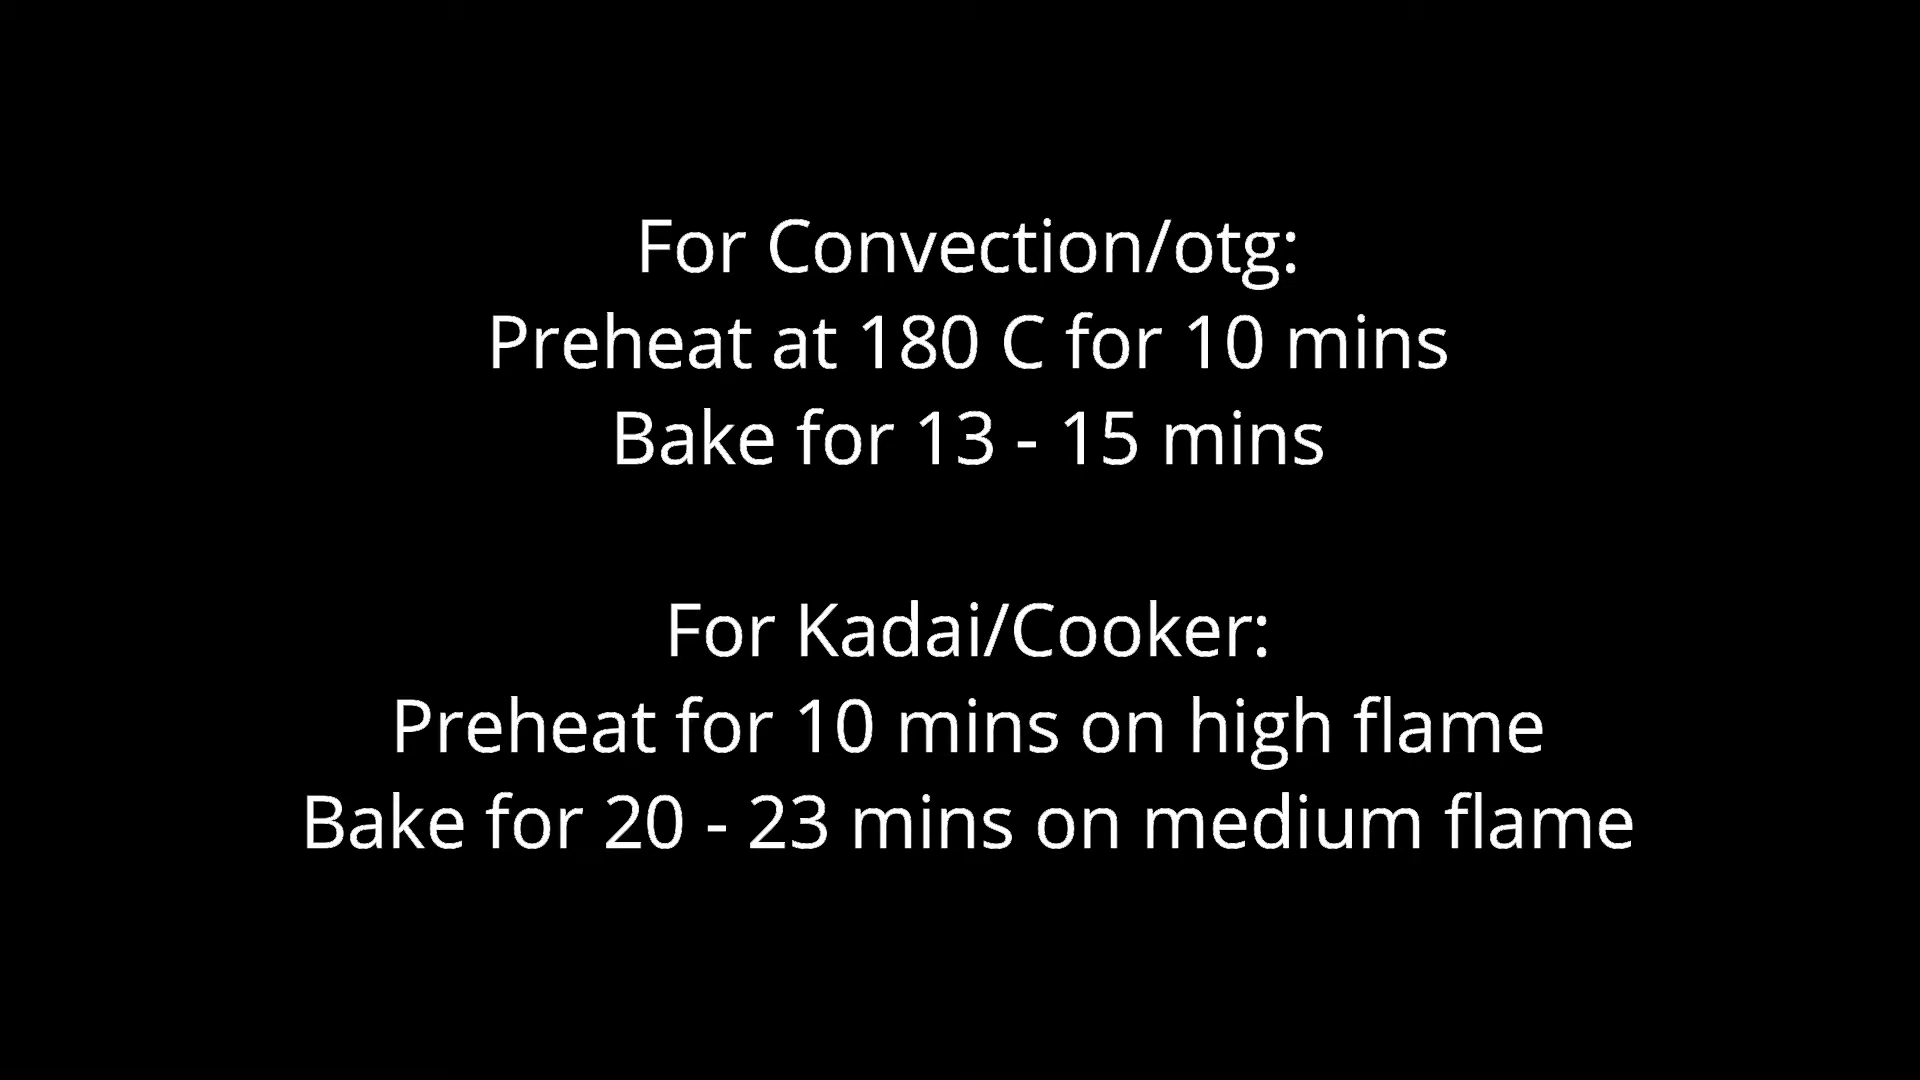 For Convection/otg:
Preheat at 180 C for 10 mins
Bake for 13 - 15 mins
For Kadai/Cooker:
Preheat for 10 mins on high flame
Bake for 20 - 23 mins on medium flame